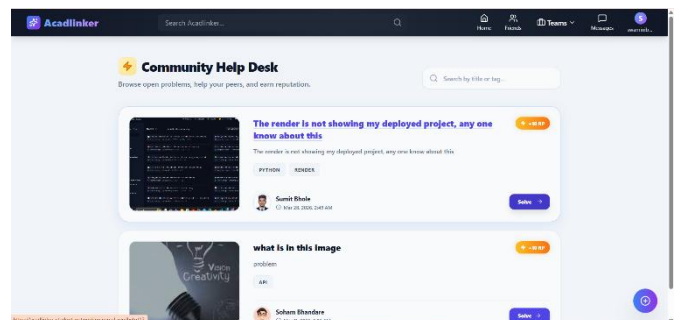 Acadlinker
Search Acadlinker...
Home
Friends
Teams
Messages
S
Community Help Desk
Browse open problems, help your peers, and earn reputation.
Search by title or tag...
The render is not showing my deployed project, any one
know about this
The render is not showing my deployed project, any one know about this
PYTHON
RENDER
Sumit Bhole
Solve
what is in this image
problem
API
VISION
CREATIVITY
Soham Bhandare
Solve